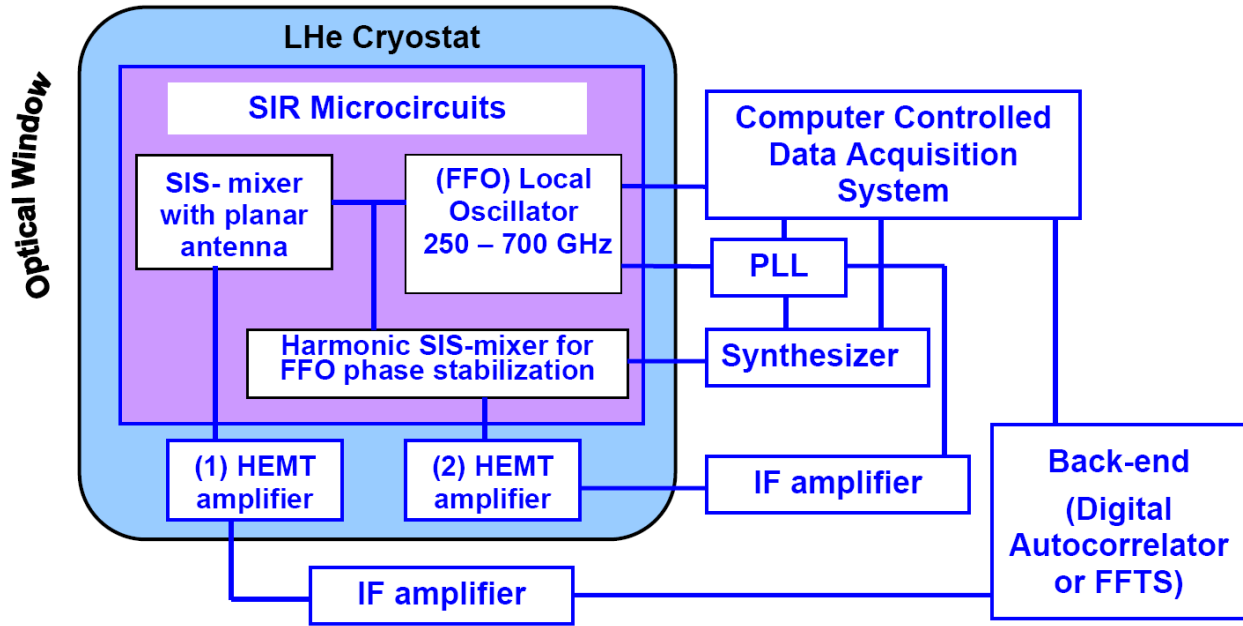 LHe Cryostat
Optical Window
SIR Microcircuits
SIS- mixer
with planar
antenna
(FFO) Local
Oscillator
250 – 700 GHz
Computer Controlled
Data Acquisition
System
PLL
Harmonic SIS-mixer for
FFO phase stabilization
Synthesizer
(1) HEMT
amplifier
(2) HEMT
amplifier
IF amplifier
Back-end
(Digital
Autocorrelator
or FFTS)
IF amplifier